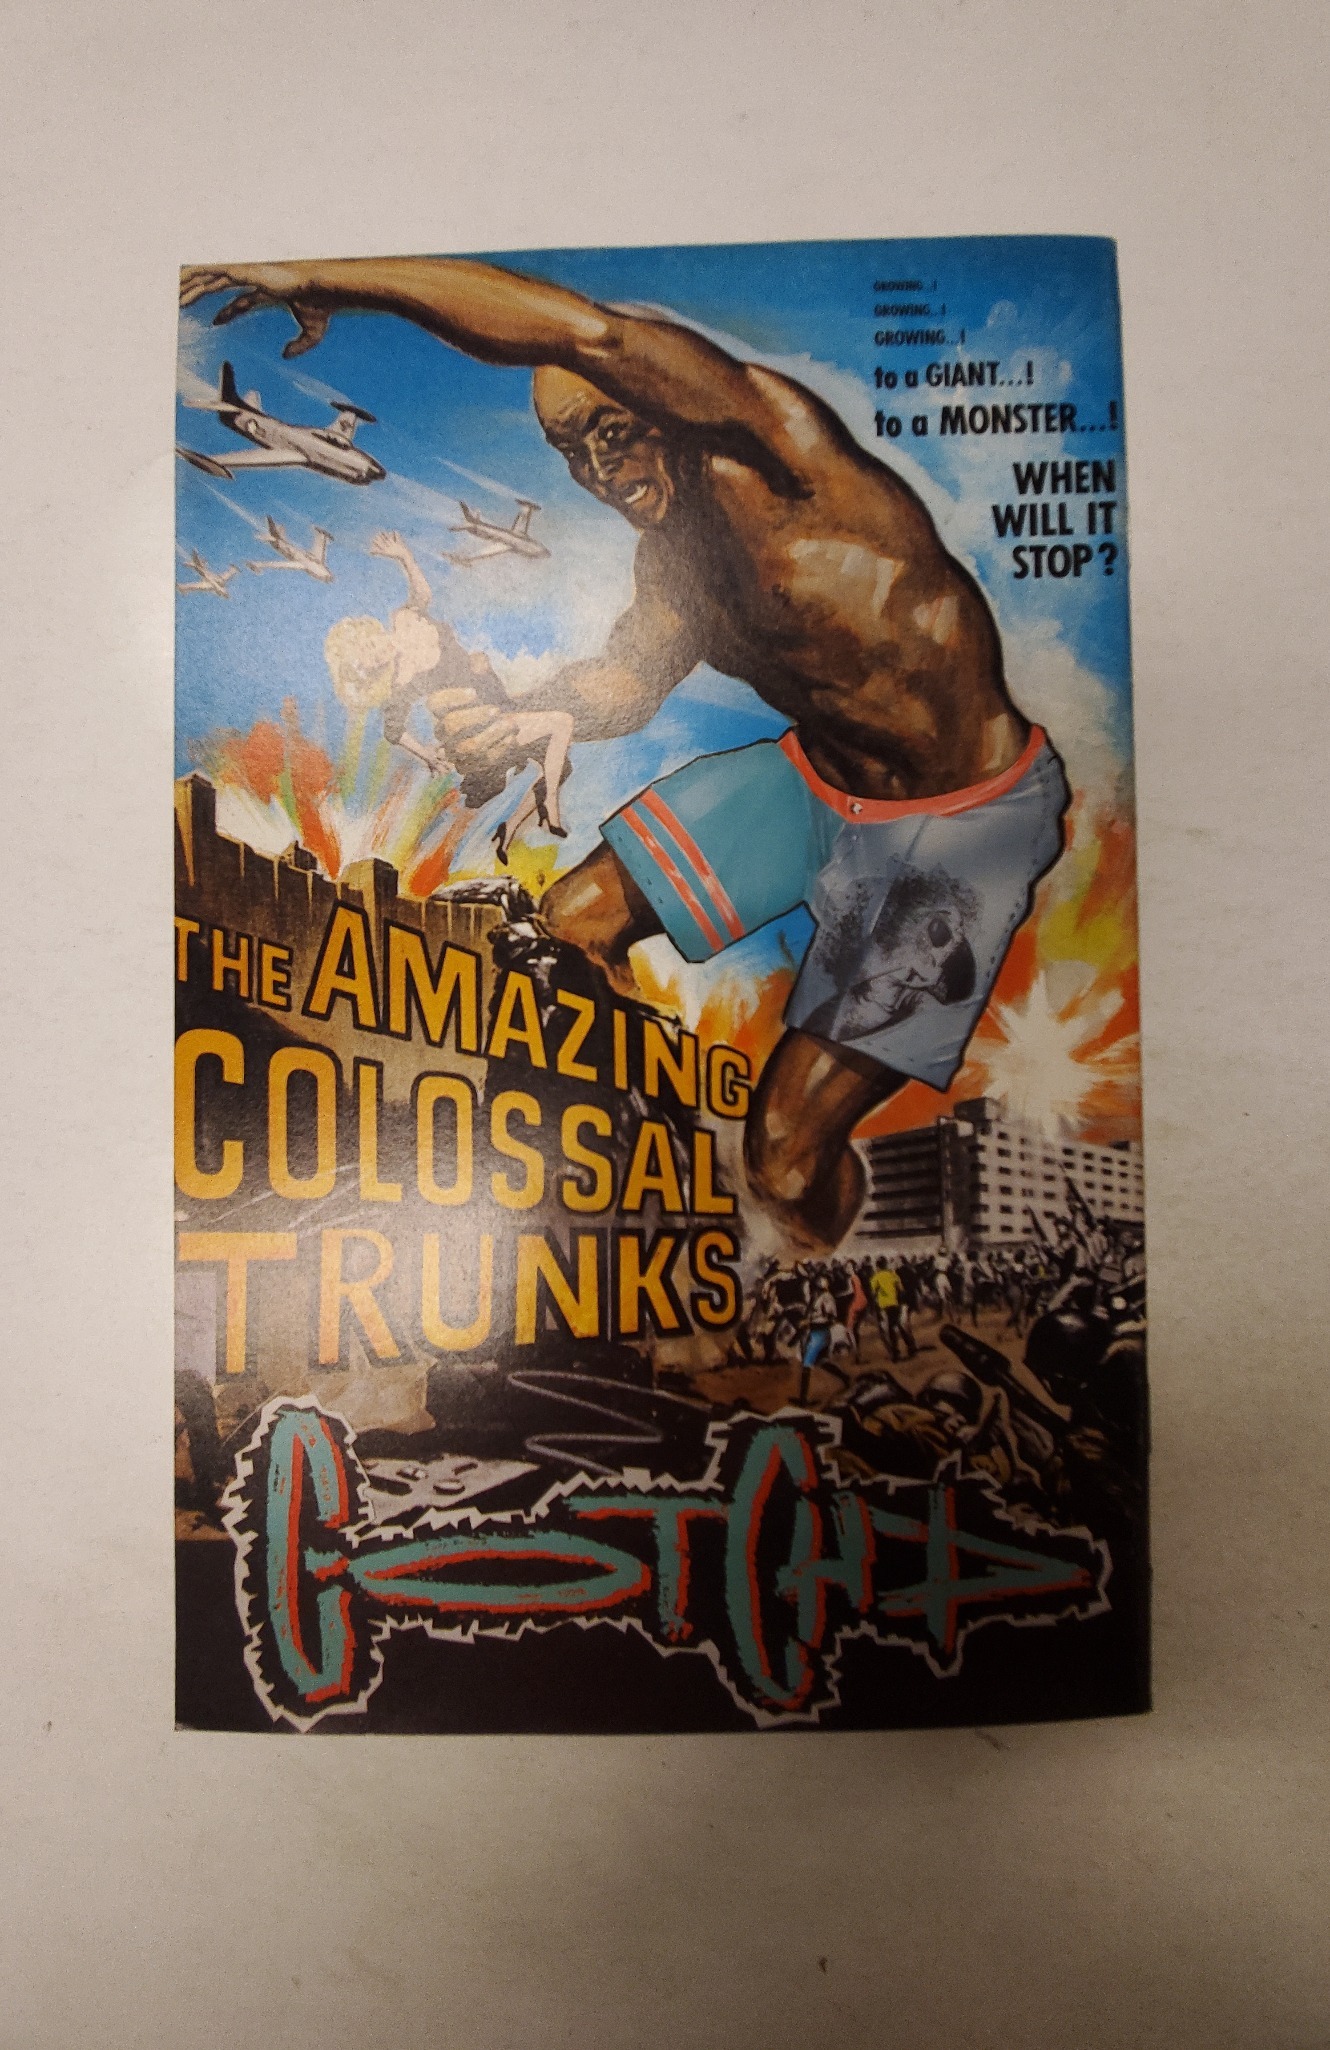 GROWING...!
GROWING...!
GROWING...!
to a GIANT...!
to a MONSTER...!
WHEN
WILL IT
STOP?
THE AMAZING
COLOSSAL
TRUNKS
GOTCHA